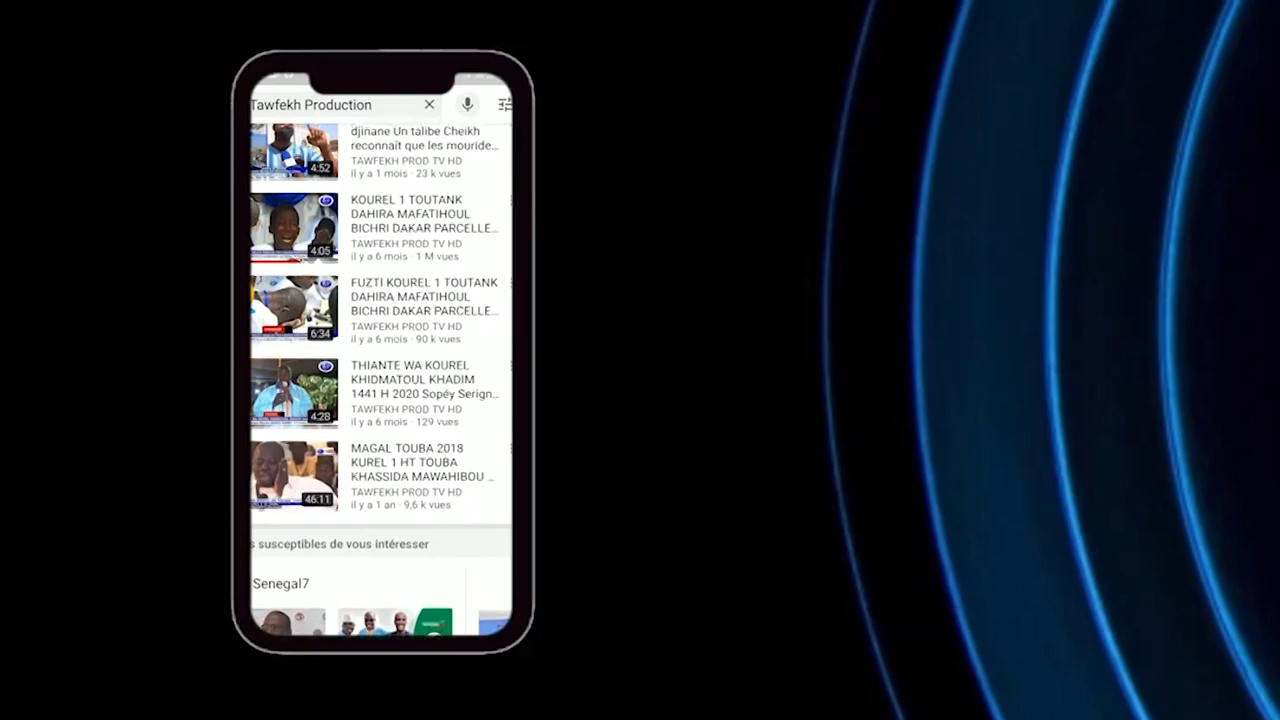 Tawfekh Production
djinane Un talibe Cheikh
reconnaît que les mouride...
TAWFEKH PROD TV HD
il y a 1 mois · 23 k vues
4:52
KOUREL 1 TOUTANK
DAHIRA MAFATIHOUL
BICHRI DAKAR PARCELLE...
TAWFEKH PROD TV HD
il y a 6 mois · 1 M vues
4:05
FUZTI KOUREL 1 TOUTANK
DAHIRA MAFATIHOUL
BICHRI DAKAR PARCELLE...
TAWFEKH PROD TV HD
il y a 6 mois · 90 k vues
6:34
THIANTE WA KOUREL
KHIDMATOUL KHADIM
1441 H 2020 Sopéy Serign...
TAWFEKH PROD TV HD
il y a 6 mois · 129 vues
4:28
MAGAL TOUBA 2018
KUREL 1 HT TOUBA
KHASSIDA MAWAHIBOU ...
TAWFEKH PROD TV HD
il y a 1 an · 9,6 k vues
46:11
s susceptibles de vous intéresser
Senegal7